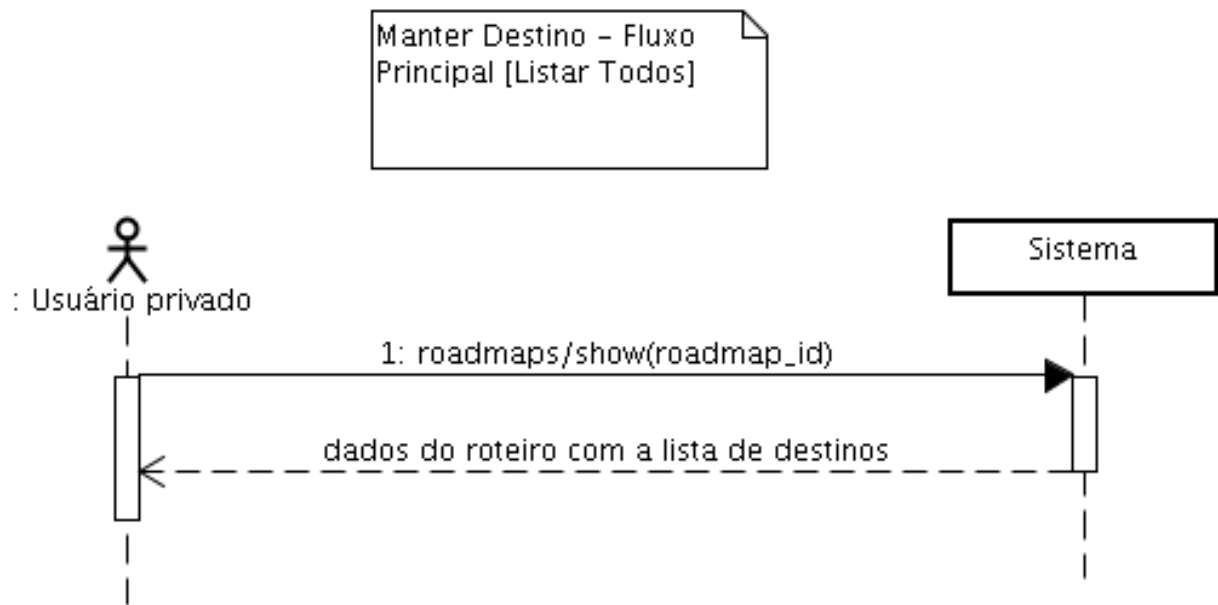 Manter Destino – Fluxo
Principal [Listar Todos]
: Usuário privado
Sistema
1: roadmaps/show(roadmap_id)
dados do roteiro com a lista de destinos